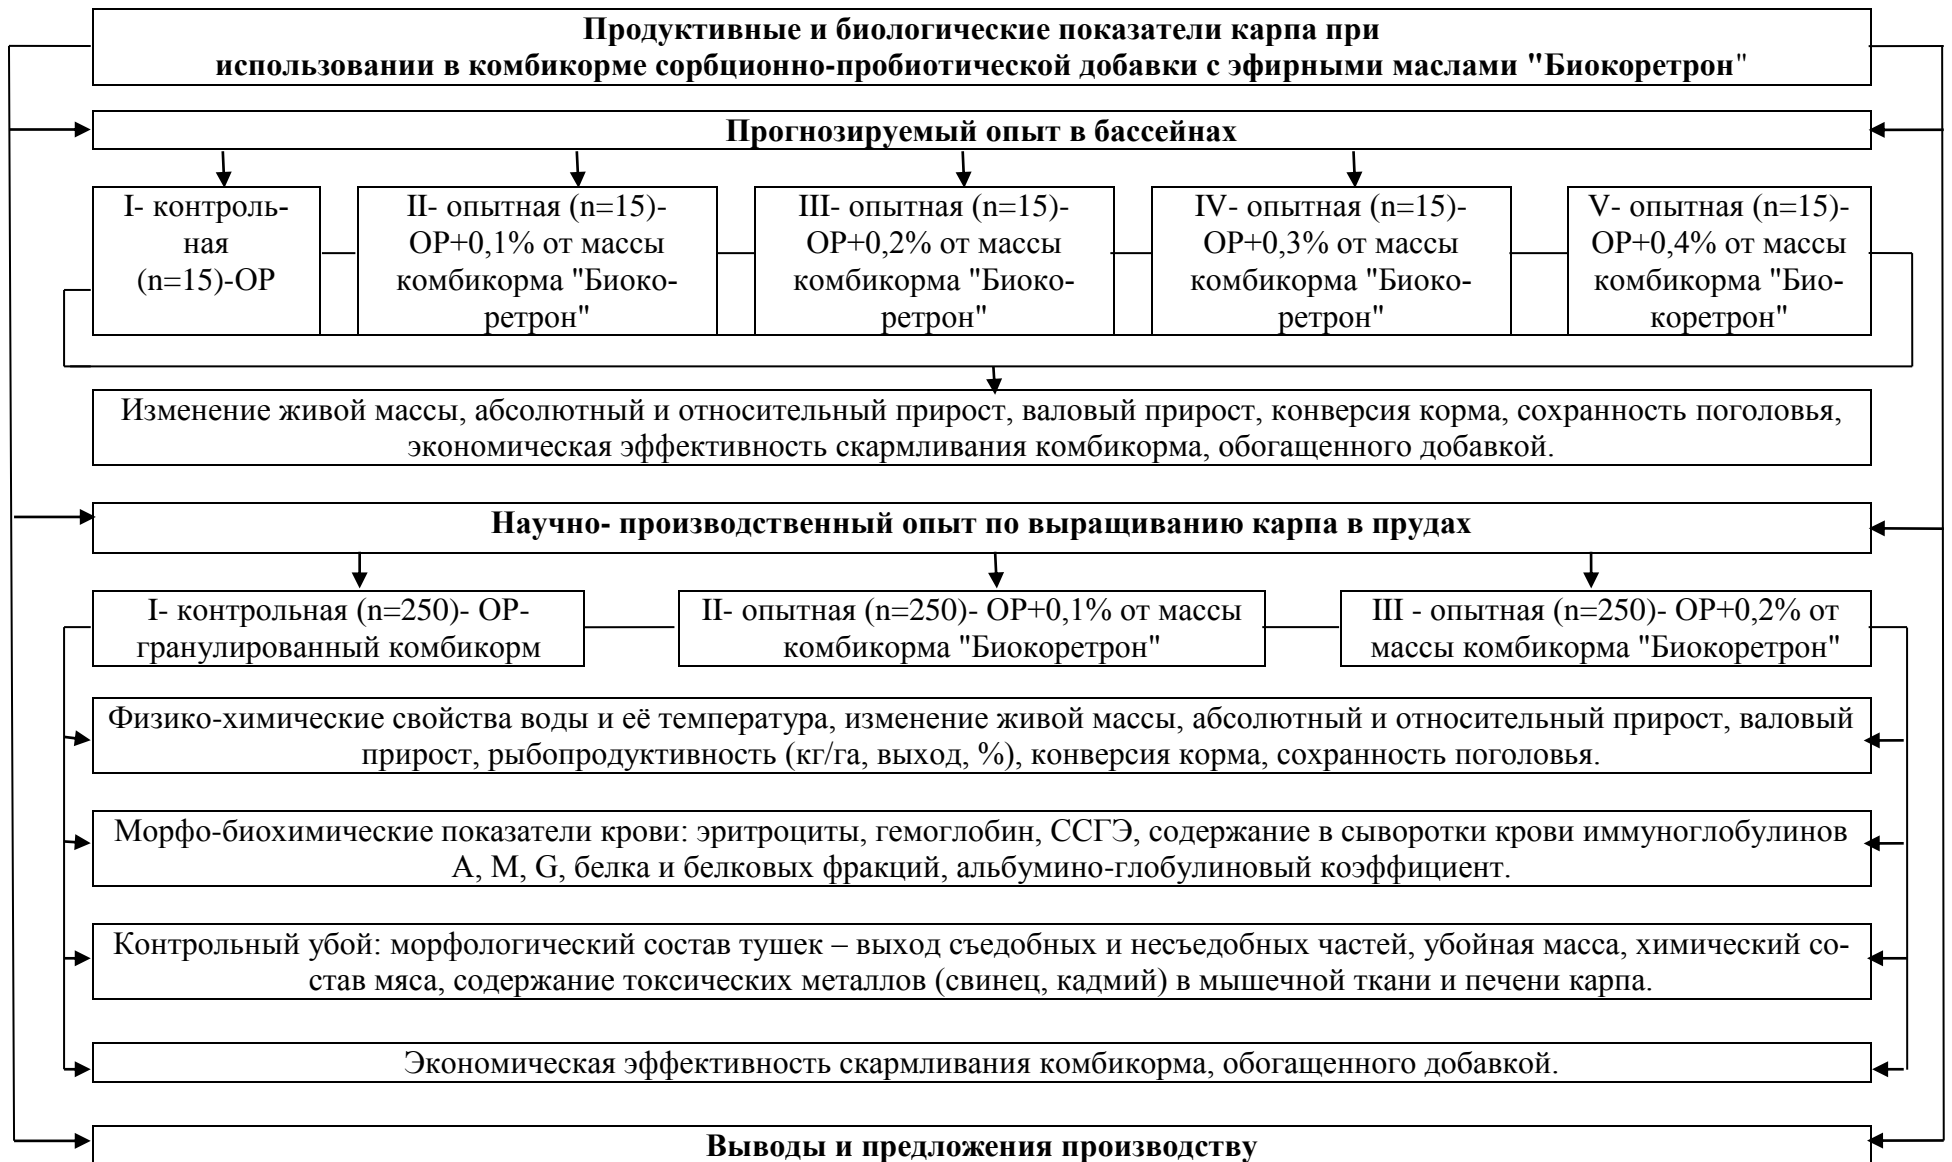 Продуктивные и биологические показатели карпа при
использовании в комбикорме сорбционно-пробиотической добавки с эфирными маслами "Биокоретрон"
Прогнозируемый опыт в бассейнах
I- контроль-
ная
(n=15)-ОР
II- опытная (n=15)-
ОР+0,1% от массы
комбикорма "Биоко-
ретрон"
III- опытная (n=15)-
ОР+0,2% от массы
комбикорма "Биоко-
ретрон"
IV- опытная (n=15)-
ОР+0,3% от массы
комбикорма "Биоко-
ретрон"
V- опытная (n=15)-
ОР+0,4% от массы
комбикорма "Био-
коретрон"
Изменение живой массы, абсолютный и относительный прирост, валовый прирост, конверсия корма, сохранность поголовья,
экономическая эффективность скармливания комбикорма, обогащенного добавкой.
Научно- производственный опыт по выращиванию карпа в прудах
I- контрольная (n=250)- ОР-
гранулированный комбикорм
II- опытная (n=250)- ОР+0,1% от массы
комбикорма "Биокоретрон"
III - опытная (n=250)- ОР+0,2% от
массы комбикорма "Биокоретрон"
Физико-химические свойства воды и её температура, изменение живой массы, абсолютный и относительный прирост, валовый
прирост, рыбопродуктивность (кг/га, выход, %), конверсия корма, сохранность поголовья.
Морфо-биохимические показатели крови: эритроциты, гемоглобин, ССГЭ, содержание в сыворотки крови иммуноглобулинов
А, М, G, белка и белковых фракций, альбумино-глобулиновый коэффициент.
Контрольный убой: морфологический состав тушек – выход съедобных и несъедобных частей, убойная масса, химический со-
став мяса, содержание токсических металлов (свинец, кадмий) в мышечной ткани и печени карпа.
Экономическая эффективность скармливания комбикорма, обогащенного добавкой.
Выводы и предложения производству